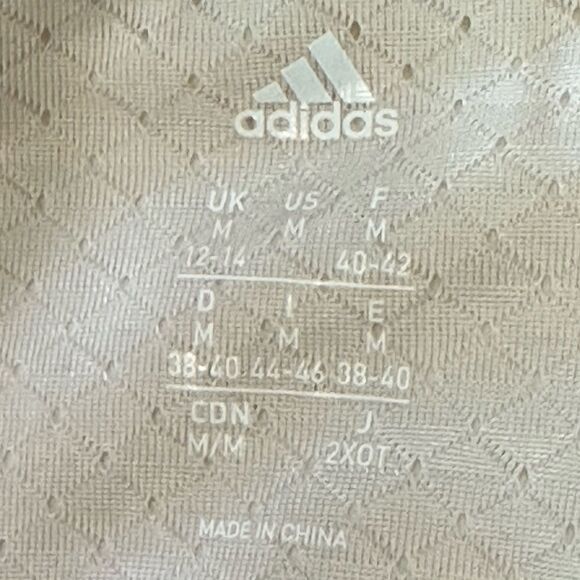 adidas
UK US F
M M M
12-14 40-42
D I E
M M M
38-40 44-46 38-40
CDN J
M/M 2XOT
MADE IN CHINA